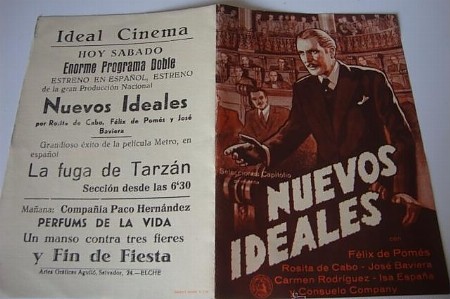 Ideal Cinema
HOY SABADO
Enorme Programa Doble
ESTRENO EN ESPAÑOL, ESTRENO
de la gran Producción Nacional
Nuevos Ideales
por Rosita de Cabo, Félix de Pomés y José
Baviera
Grandioso éxito de la película Metro, en
español
La fuga de Tarzán
Sección desde las 6'30
Mañana: Compañía Paco Hernández
PERFUMS DE LA VIDA
Un manso contra tres fieres
y Fin de Fiesta
Artes Gráficas Agulló, Salvador, 24.-ELCHE
Selecciones Capitolio
NUEVOS
IDEALES
Félix de Pomés
Rosita de Cabo - José Baviera
Carmen Rodríguez - Isa España
y Consuelo Company